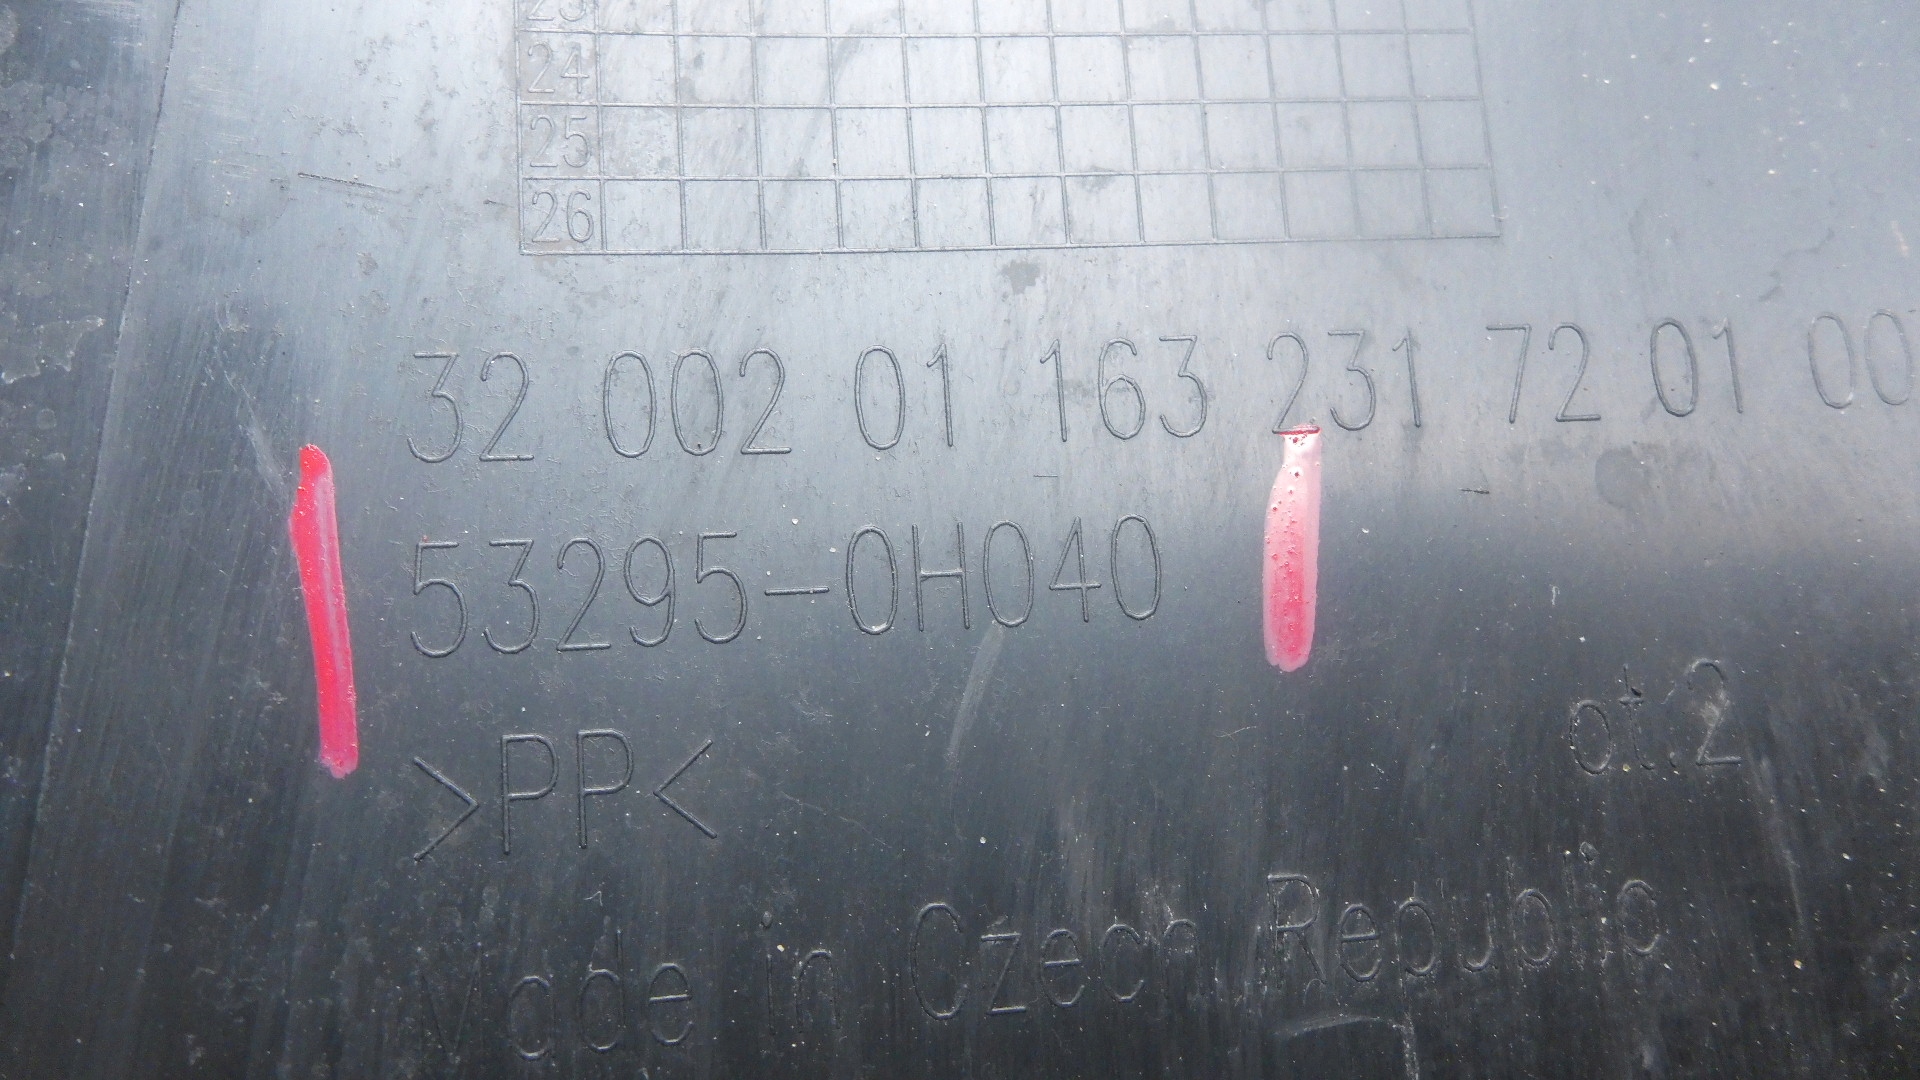 23
24
25
26
32 002 01 163 231 72 01 00
53295-0H040
>PP<
ot.2
Made in Czech Republic